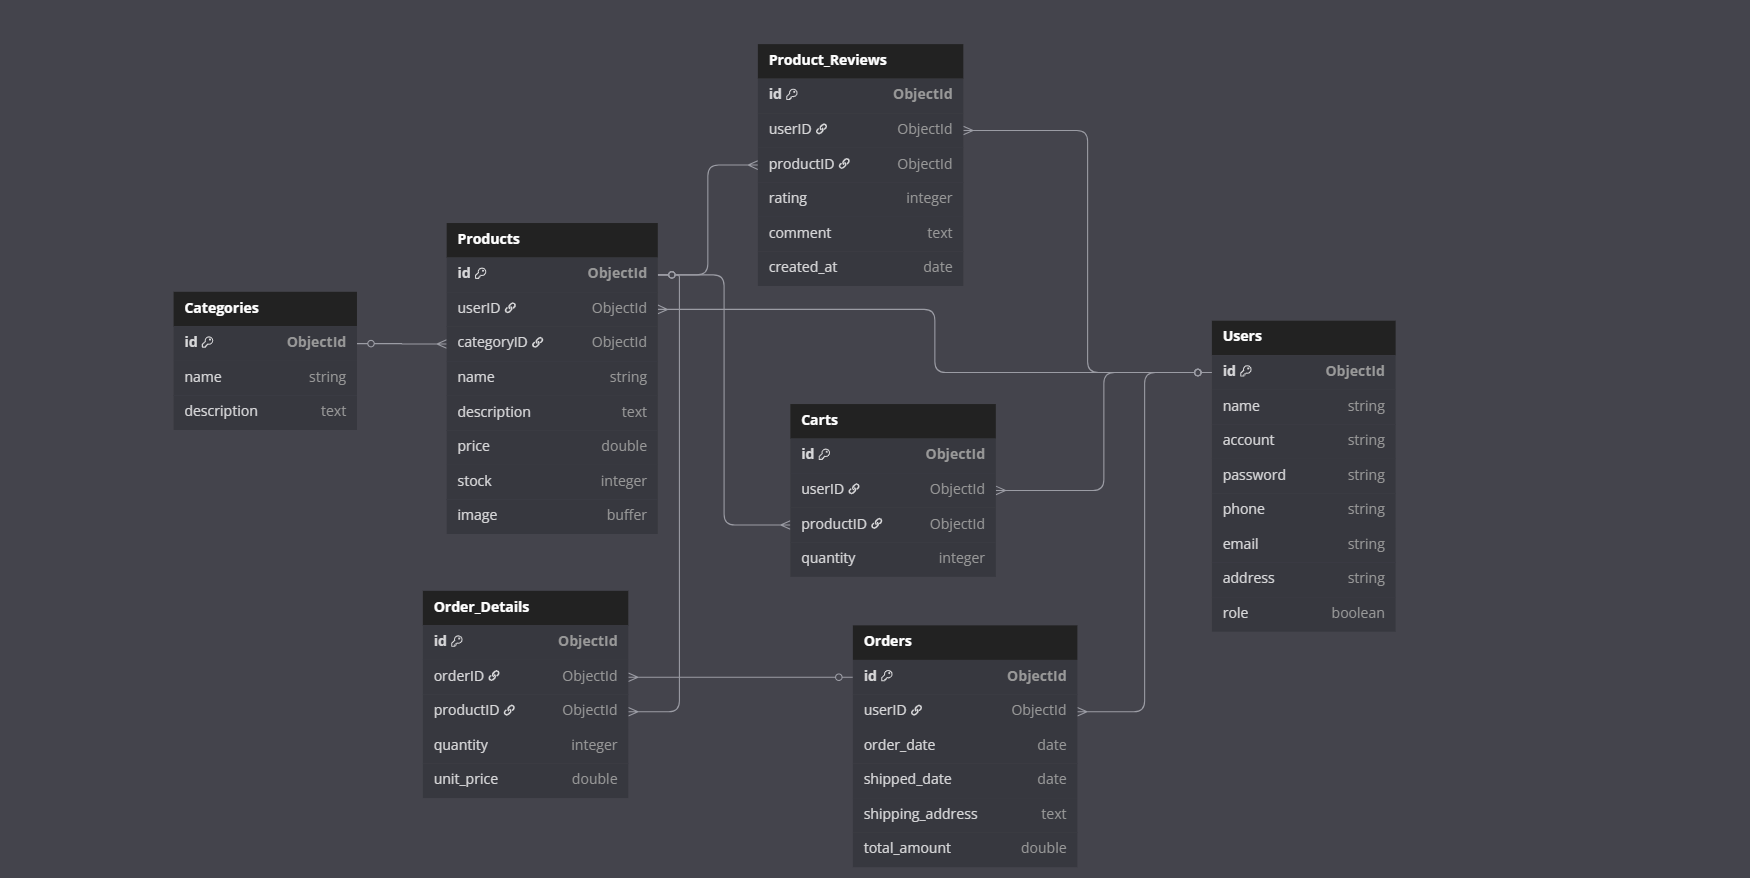 Product_Reviews
id ObjectId
userID ObjectId
productID ObjectId
rating integer
comment text
created_at date
Products
id ObjectId
userID ObjectId
categoryID ObjectId
name string
description text
price double
stock integer
image buffer
Categories
id ObjectId
name string
description text
Users
id ObjectId
name string
account string
password string
phone string
email string
address string
role boolean
Carts
id ObjectId
userID ObjectId
productID ObjectId
quantity integer
Order_Details
id ObjectId
orderID ObjectId
productID ObjectId
quantity integer
unit_price double
Orders
id ObjectId
userID ObjectId
order_date date
shipped_date date
shipping_address text
total_amount double